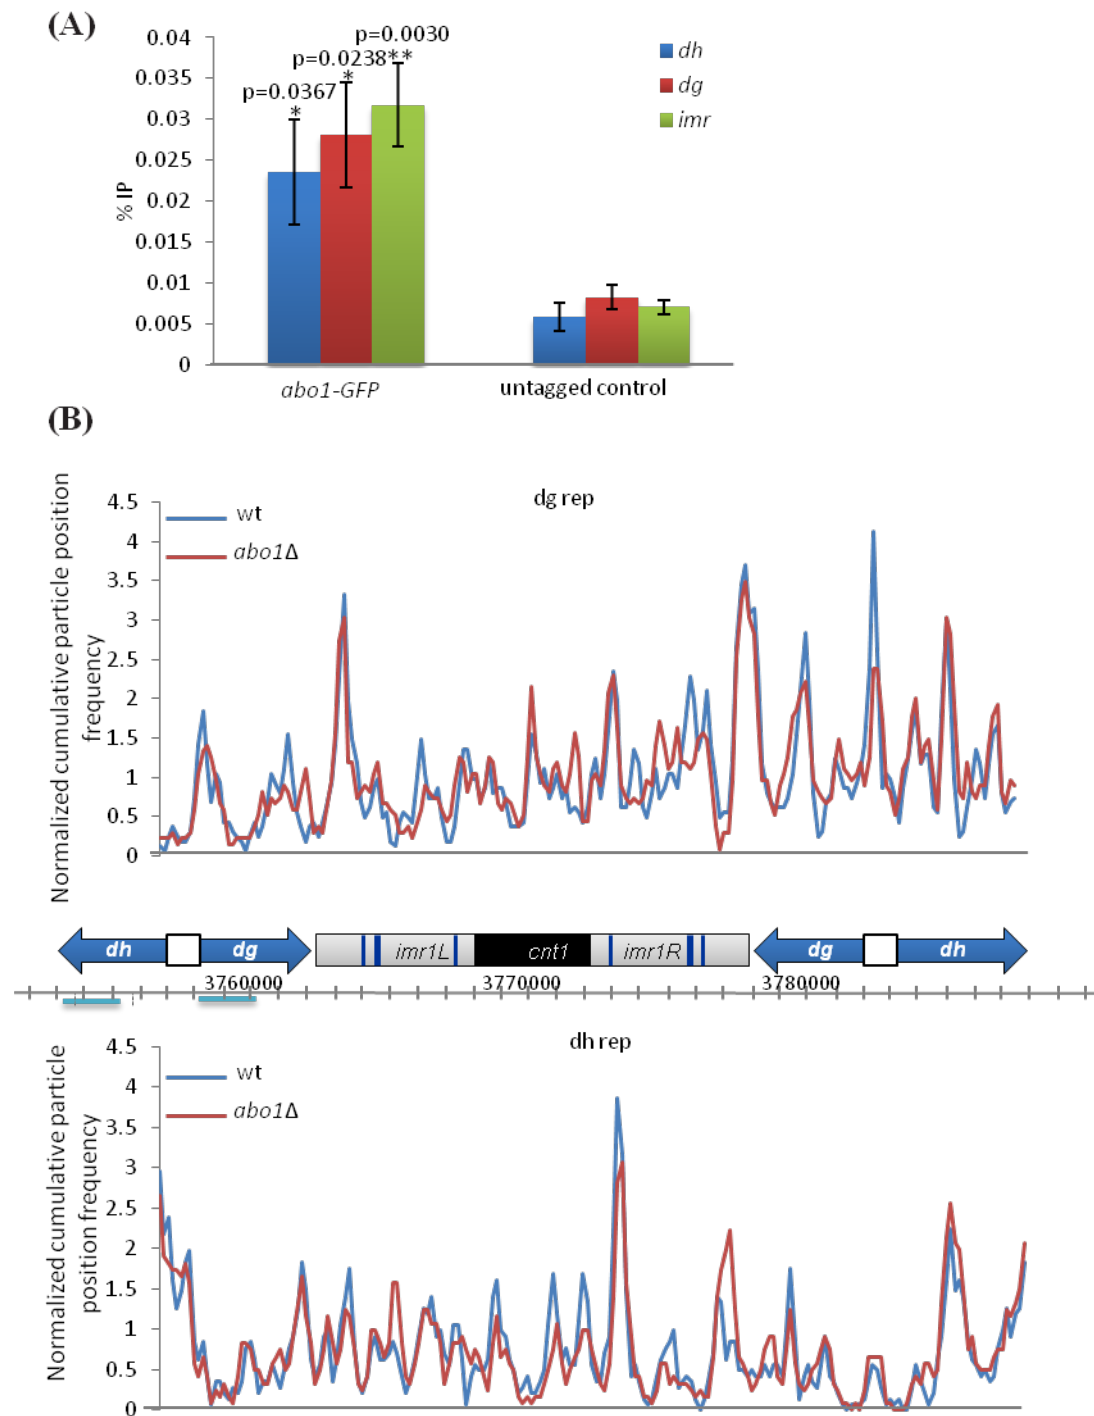 (A)
p=0.0030
p=0.0238**
*
p=0.0367
*
% IP
0.04
0.035
0.03
0.025
0.02
0.015
0.01
0.005
0
dh
dg
imr
abo1-GFP
untagged control
(B)
Normalized cumulative particle position
frequency
4.5
4
3.5
3
2.5
2
1.5
1
0.5
0
dg rep
wt
abo1Δ
dh
dg
imr1L
cnt1
imr1R
dg
dh
3760000
3770000
3780000
Normalized cumulative particle
position frequency
4.5
4
3.5
3
2.5
2
1.5
1
0.5
0
dh rep
wt
abo1Δ